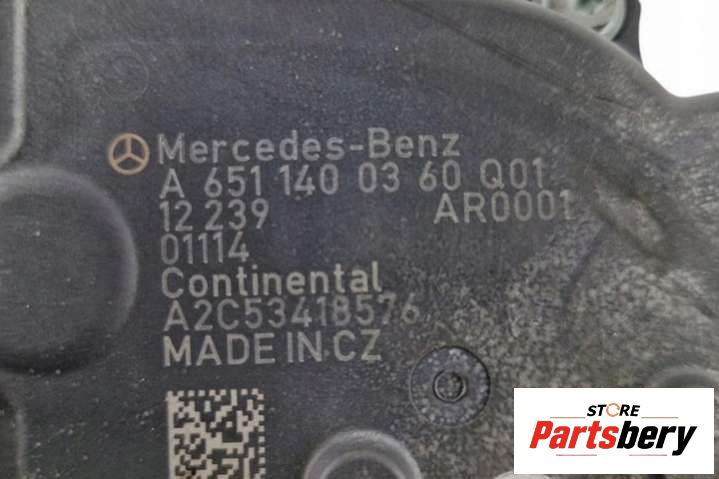 Mercedes-Benz
A 651 140 03 60 Q01
12 239 AR0001
01114
Continental
A2C53418576
MADE IN CZ
STORE
Partsbery